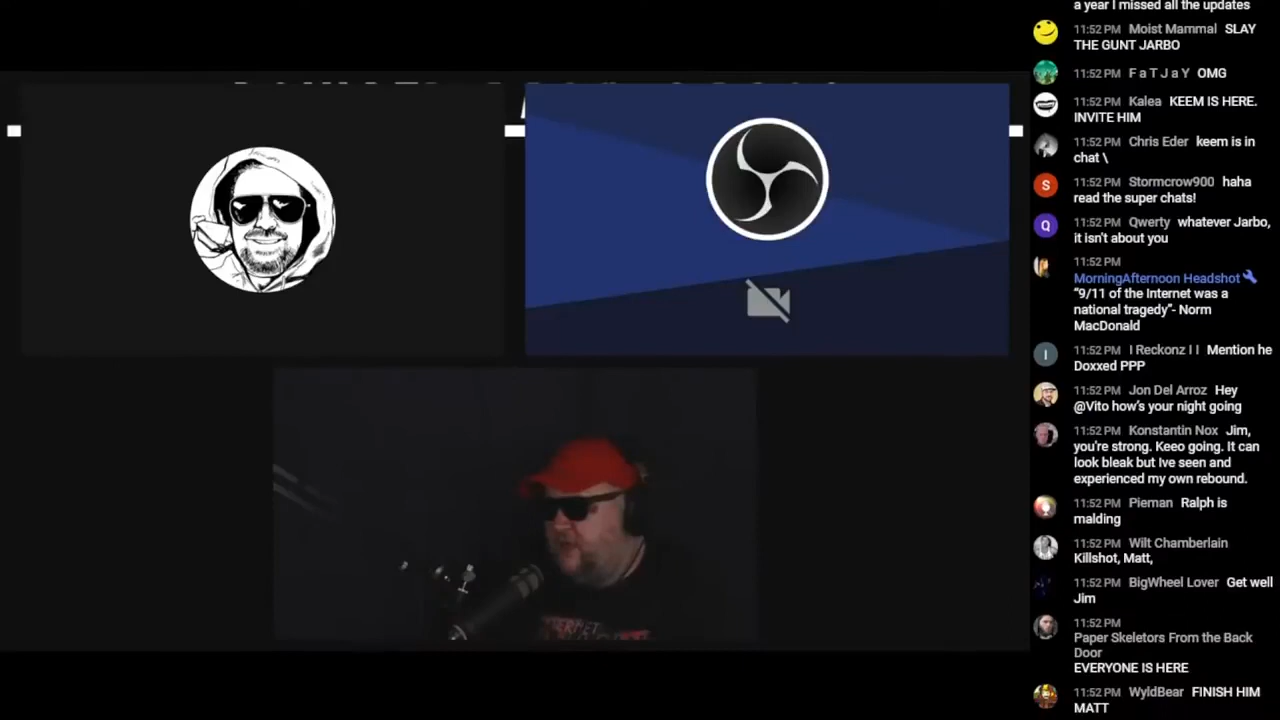 a year I missed all the updates
11:52 PM Moist Mammal SLAY
THE GUNT JARBO
11:52 PM F a T J a Y OMG
11:52 PM Kalea KEEM IS HERE.
INVITE HIM
11:52 PM Chris Eder keem is in
chat \
S 11:52 PM Stormcrow900 haha
read the super chats!
Q 11:52 PM Qwerty whatever Jarbo,
it isn't about you
11:52 PM
MorningAfternoon Headshot
"9/11 of the Internet was a
national tragedy"- Norm
MacDonald
I 11:52 PM I Reckonz I I Mention he
Doxxed PPP
11:52 PM Jon Del Arroz Hey
@Vito how's your night going
11:52 PM Konstantin Nox Jim,
you're strong. Keeo going. It can
look bleak but Ive seen and
experienced my own rebound.
11:52 PM Pieman Ralph is
malding
11:52 PM Wilt Chamberlain
Killshot, Matt,
11:52 PM BigWheel Lover Get well
Jim
11:52 PM
Paper Skeletors From the Back
Door
EVERYONE IS HERE
11:52 PM WyldBear FINISH HIM
MATT